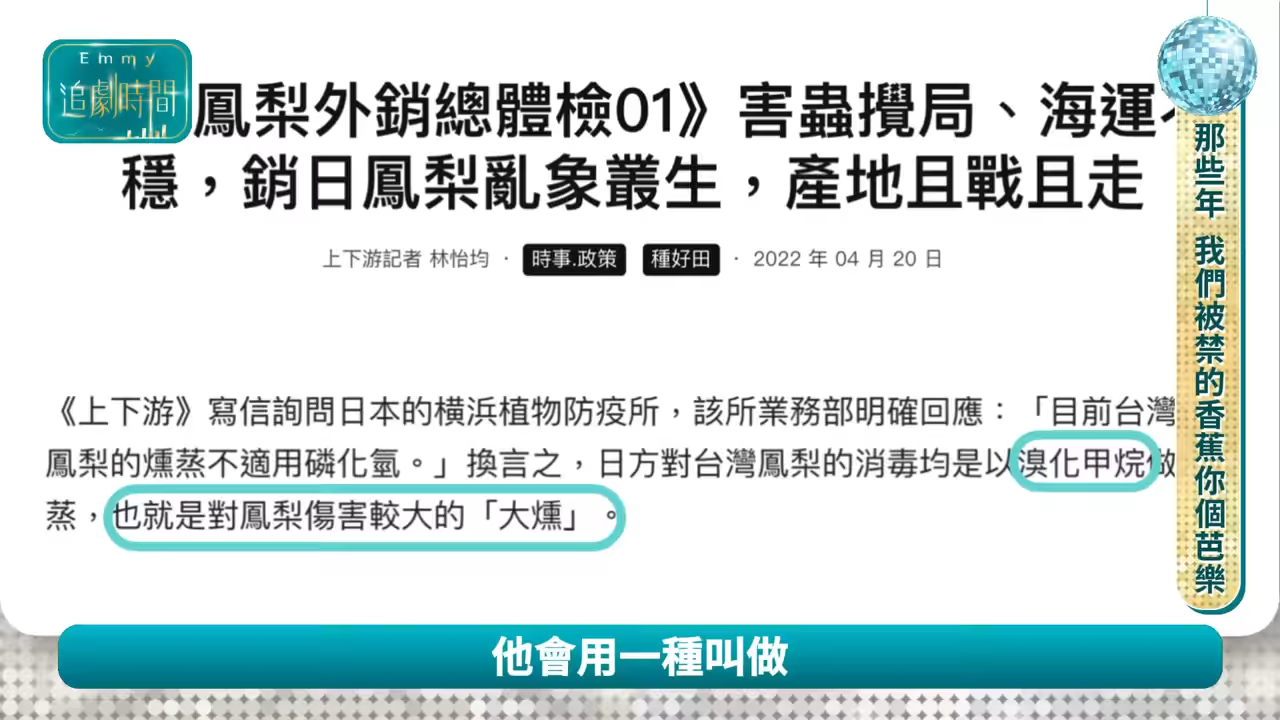 Emmy
追劇時間
鳳梨外銷總體檢01》害蟲攪局、海運不
穩，銷日鳳梨亂象叢生，產地且戰且走
上下游記者 林怡均 · 時事.政策 種好田 · 2022 年 04 月 20 日
《上下游》寫信詢問日本的橫浜植物防疫所，該所業務部明確回應：「目前台灣
鳳梨的燻蒸不適用磷化氫。」換言之，日方對台灣鳳梨的消毒均是以溴化甲烷做
蒸，也就是對鳳梨傷害較大的「大燻」。
那些年 我們被禁的香蕉你個芭樂
他會用一種叫做